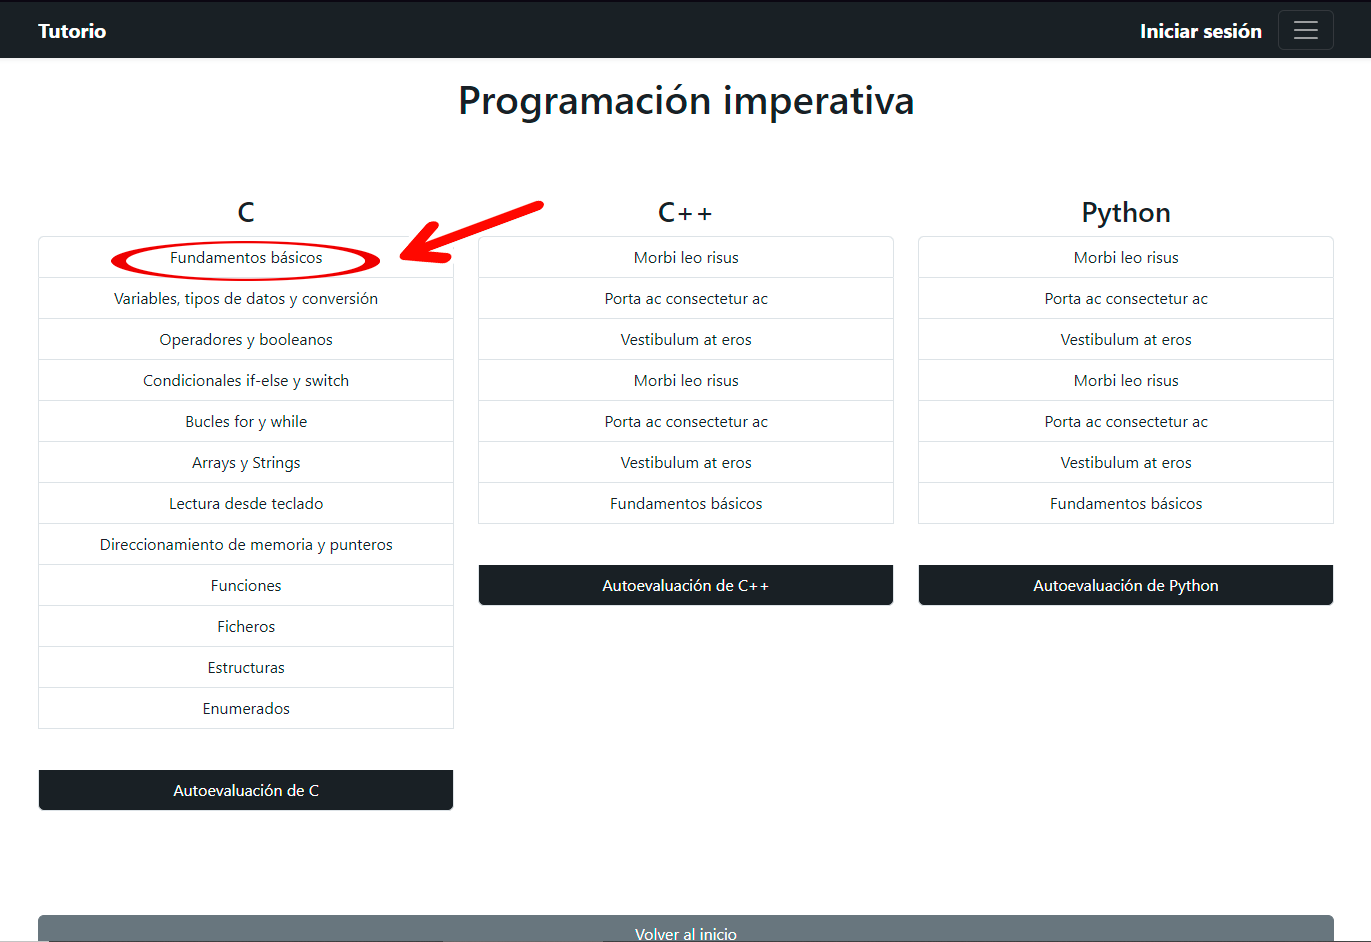 Tutorio
Iniciar sesión
Programación imperativa
C
Fundamentos básicos
Variables, tipos de datos y conversión
Operadores y booleanos
Condicionales if-else y switch
Bucles for y while
Arrays y Strings
Lectura desde teclado
Direccionamiento de memoria y punteros
Funciones
Ficheros
Estructuras
Enumerados
Autoevaluación de C
C++
Morbi leo risus
Porta ac consectetur ac
Vestibulum at eros
Morbi leo risus
Porta ac consectetur ac
Vestibulum at eros
Fundamentos básicos
Autoevaluación de C++
Python
Morbi leo risus
Porta ac consectetur ac
Vestibulum at eros
Morbi leo risus
Porta ac consectetur ac
Vestibulum at eros
Fundamentos básicos
Autoevaluación de Python
Volver al inicio